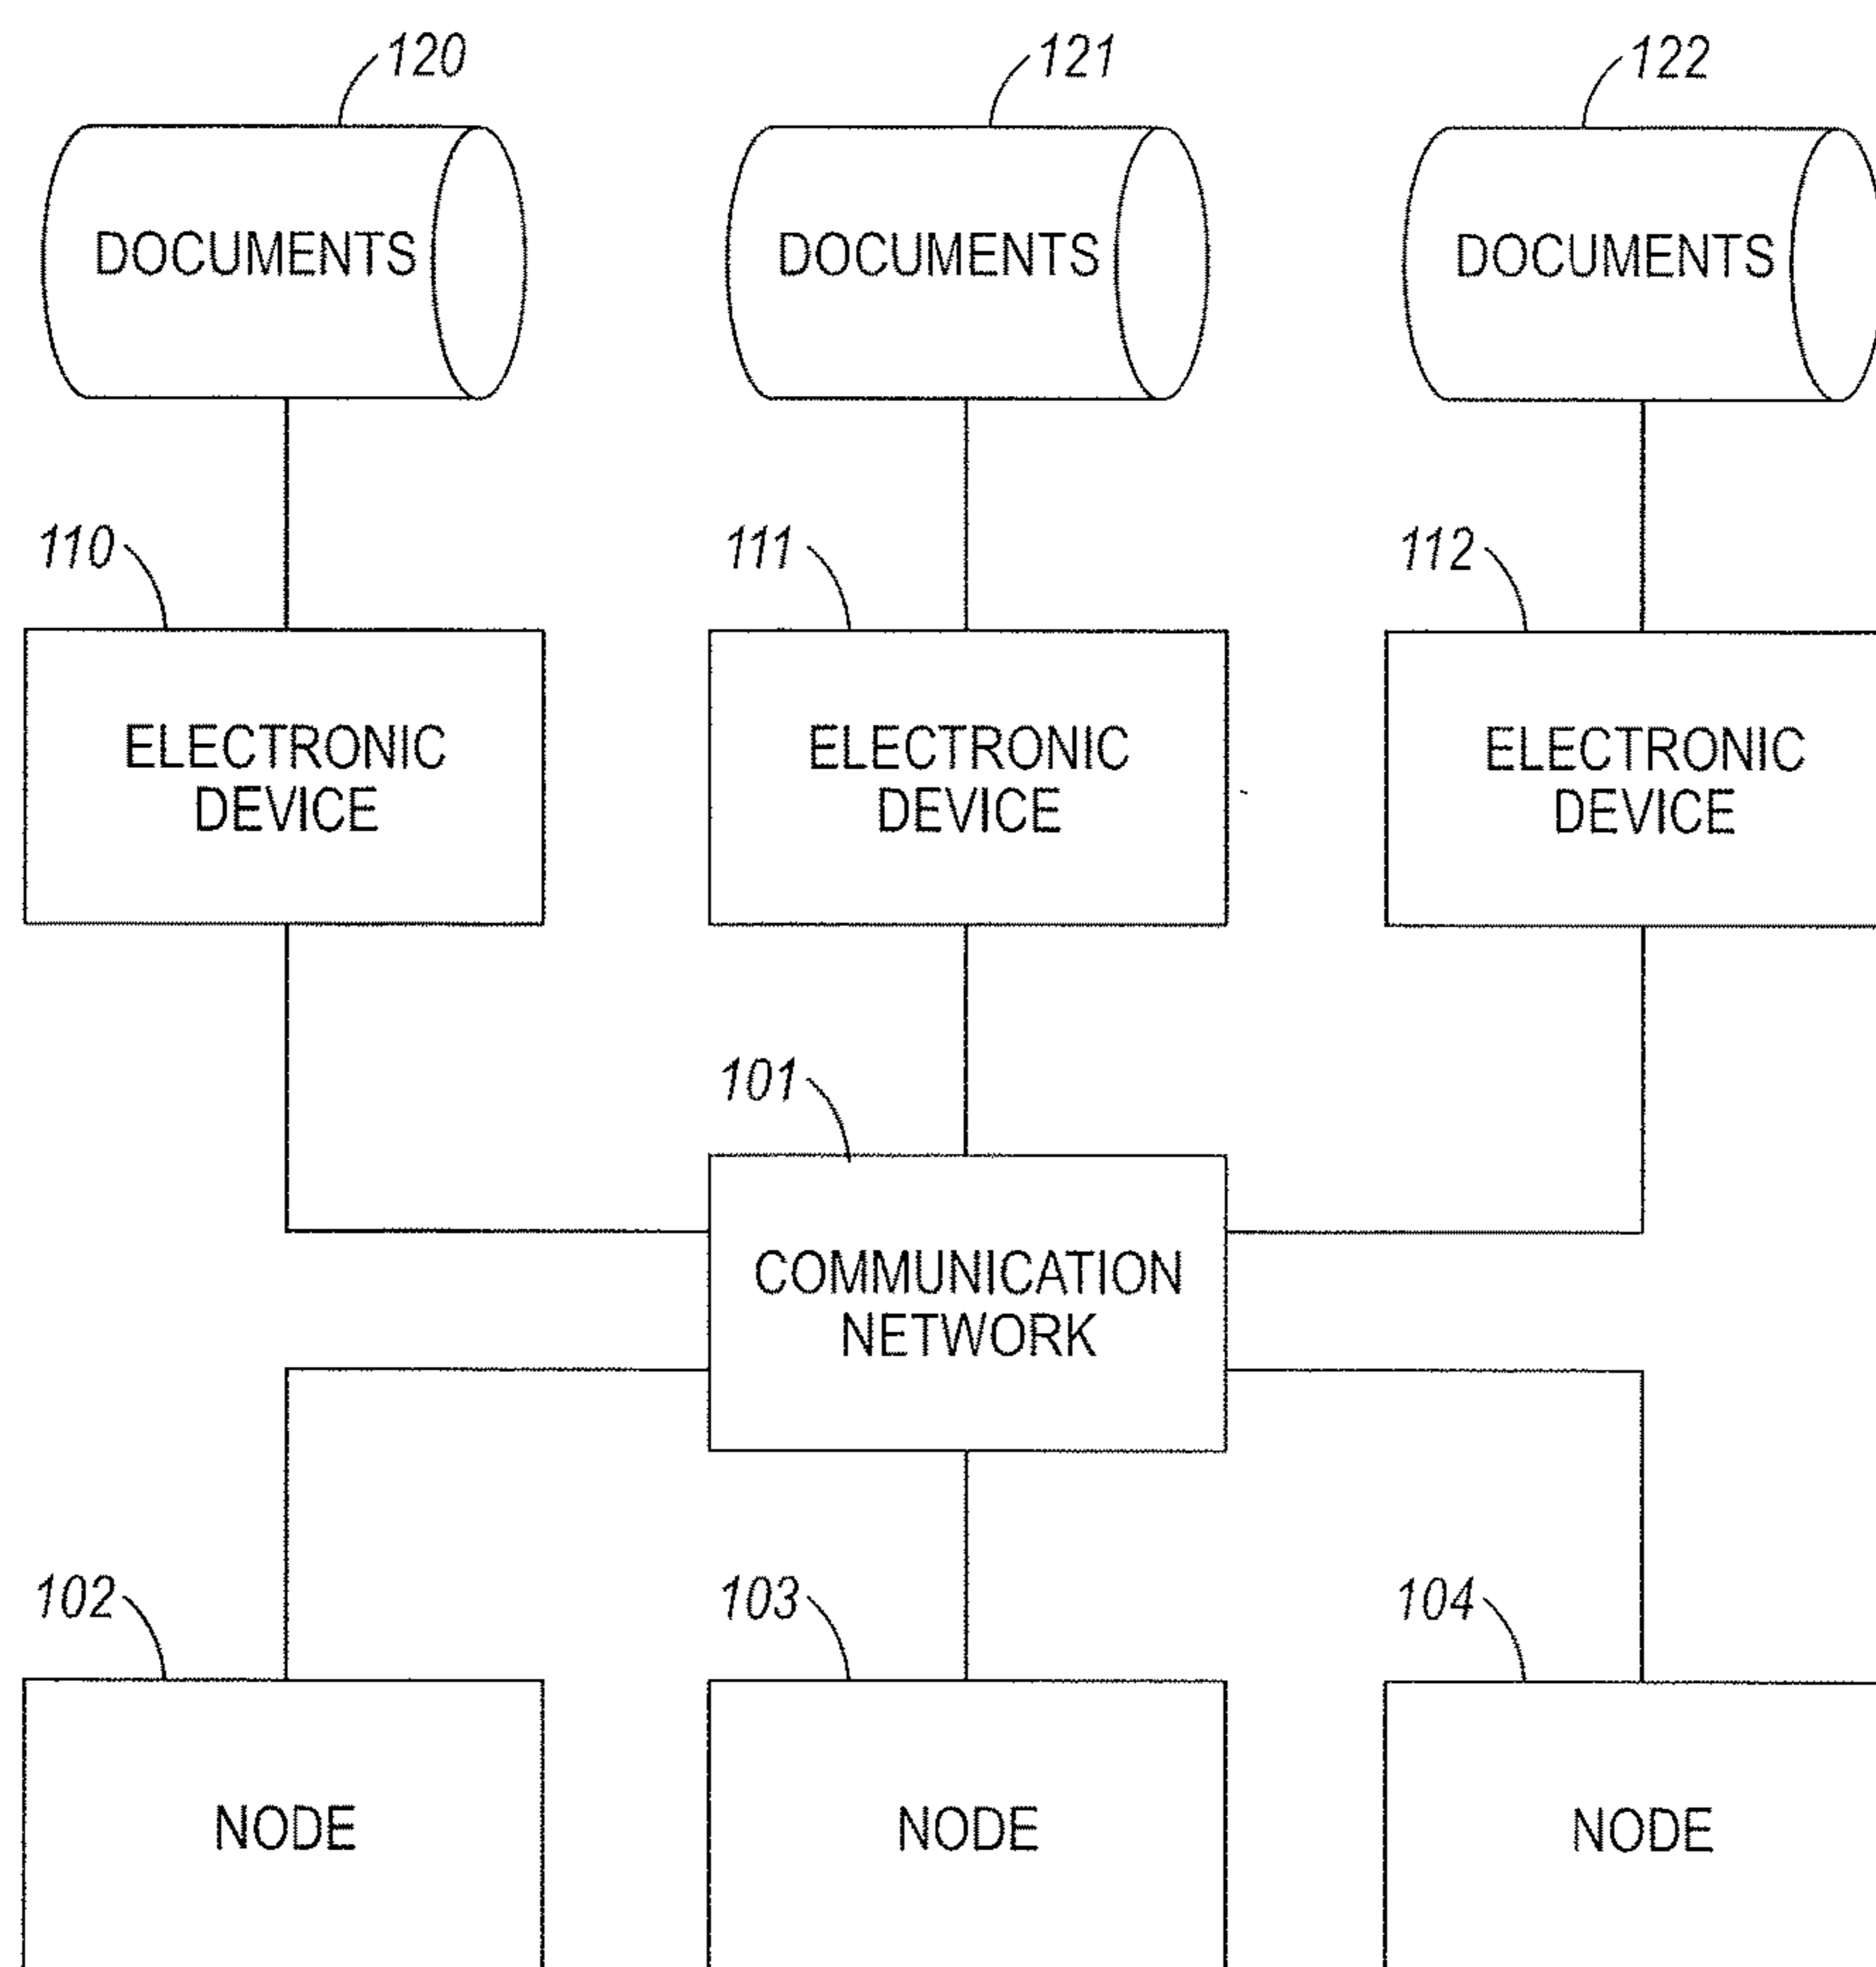 120
121
122
DOCUMENTS
DOCUMENTS
DOCUMENTS
110
111
112
ELECTRONIC
DEVICE
ELECTRONIC
DEVICE
ELECTRONIC
DEVICE
101
COMMUNICATION
NETWORK
102
103
104
NODE
NODE
NODE